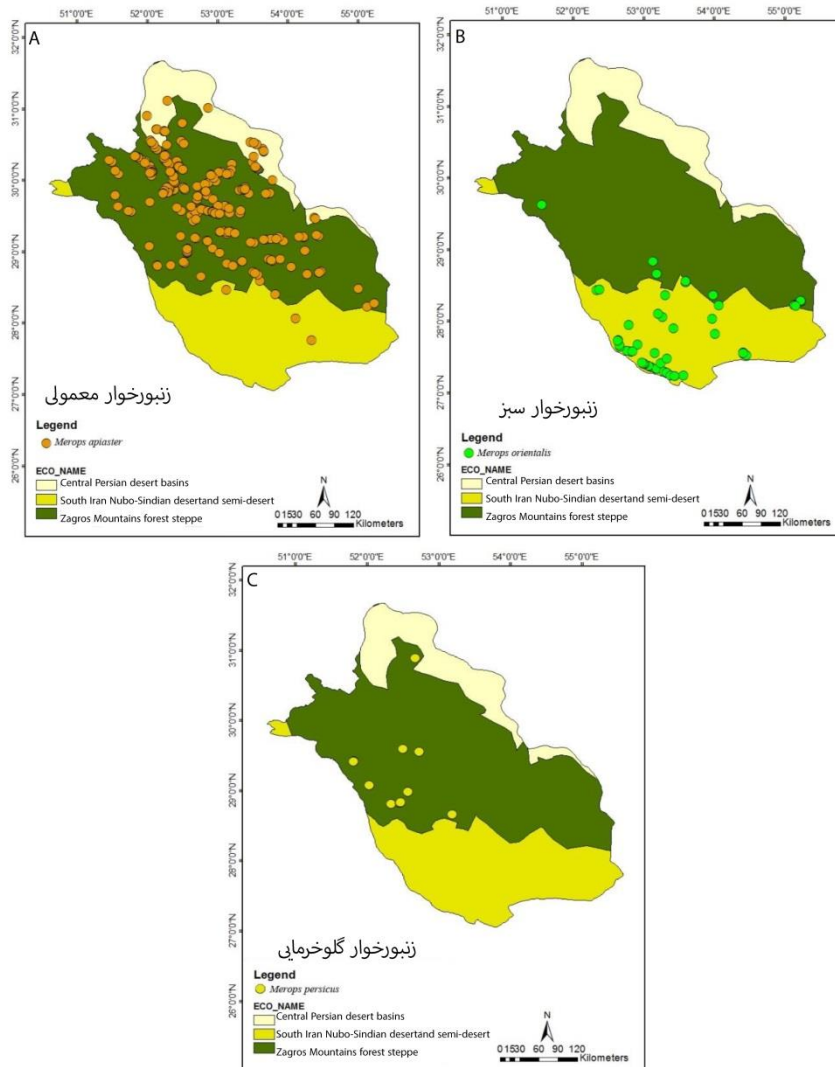 A
51°0'0"E 52°0'0"E 53°0'0"E 54°0'0"E 55°0'0"E
32°0'0"N
31°0'0"N
30°0'0"N
29°0'0"N
28°0'0"N
27°0'0"N
26°0'0"N
زنبورخوار معمولی
Legend
Merops apiaster
ECO_NAME
Central Persian desert basins
South Iran Nubo-Sindian desertand semi-desert
Zagros Mountains forest steppe
N
0 15 30 60 90 120
Kilometers
B
51°0'0"E 52°0'0"E 53°0'0"E 54°0'0"E 55°0'0"E
32°0'0"N
31°0'0"N
30°0'0"N
29°0'0"N
28°0'0"N
27°0'0"N
26°0'0"N
زنبورخوار سبز
Legend
Merops orientalis
ECO_NAME
Central Persian desert basins
South Iran Nubo-Sindian desertand semi-desert
Zagros Mountains forest steppe
N
0 15 30 60 90 120
Kilometers
C
51°0'0"E 52°0'0"E 53°0'0"E 54°0'0"E 55°0'0"E
32°0'0"N
31°0'0"N
30°0'0"N
29°0'0"N
28°0'0"N
27°0'0"N
26°0'0"N
زنبورخوار گلوخرمایی
Legend
Merops persicus
ECO_NAME
Central Persian desert basins
South Iran Nubo-Sindian desertand semi-desert
Zagros Mountains forest steppe
N
0 15 30 60 90 120
Kilometers